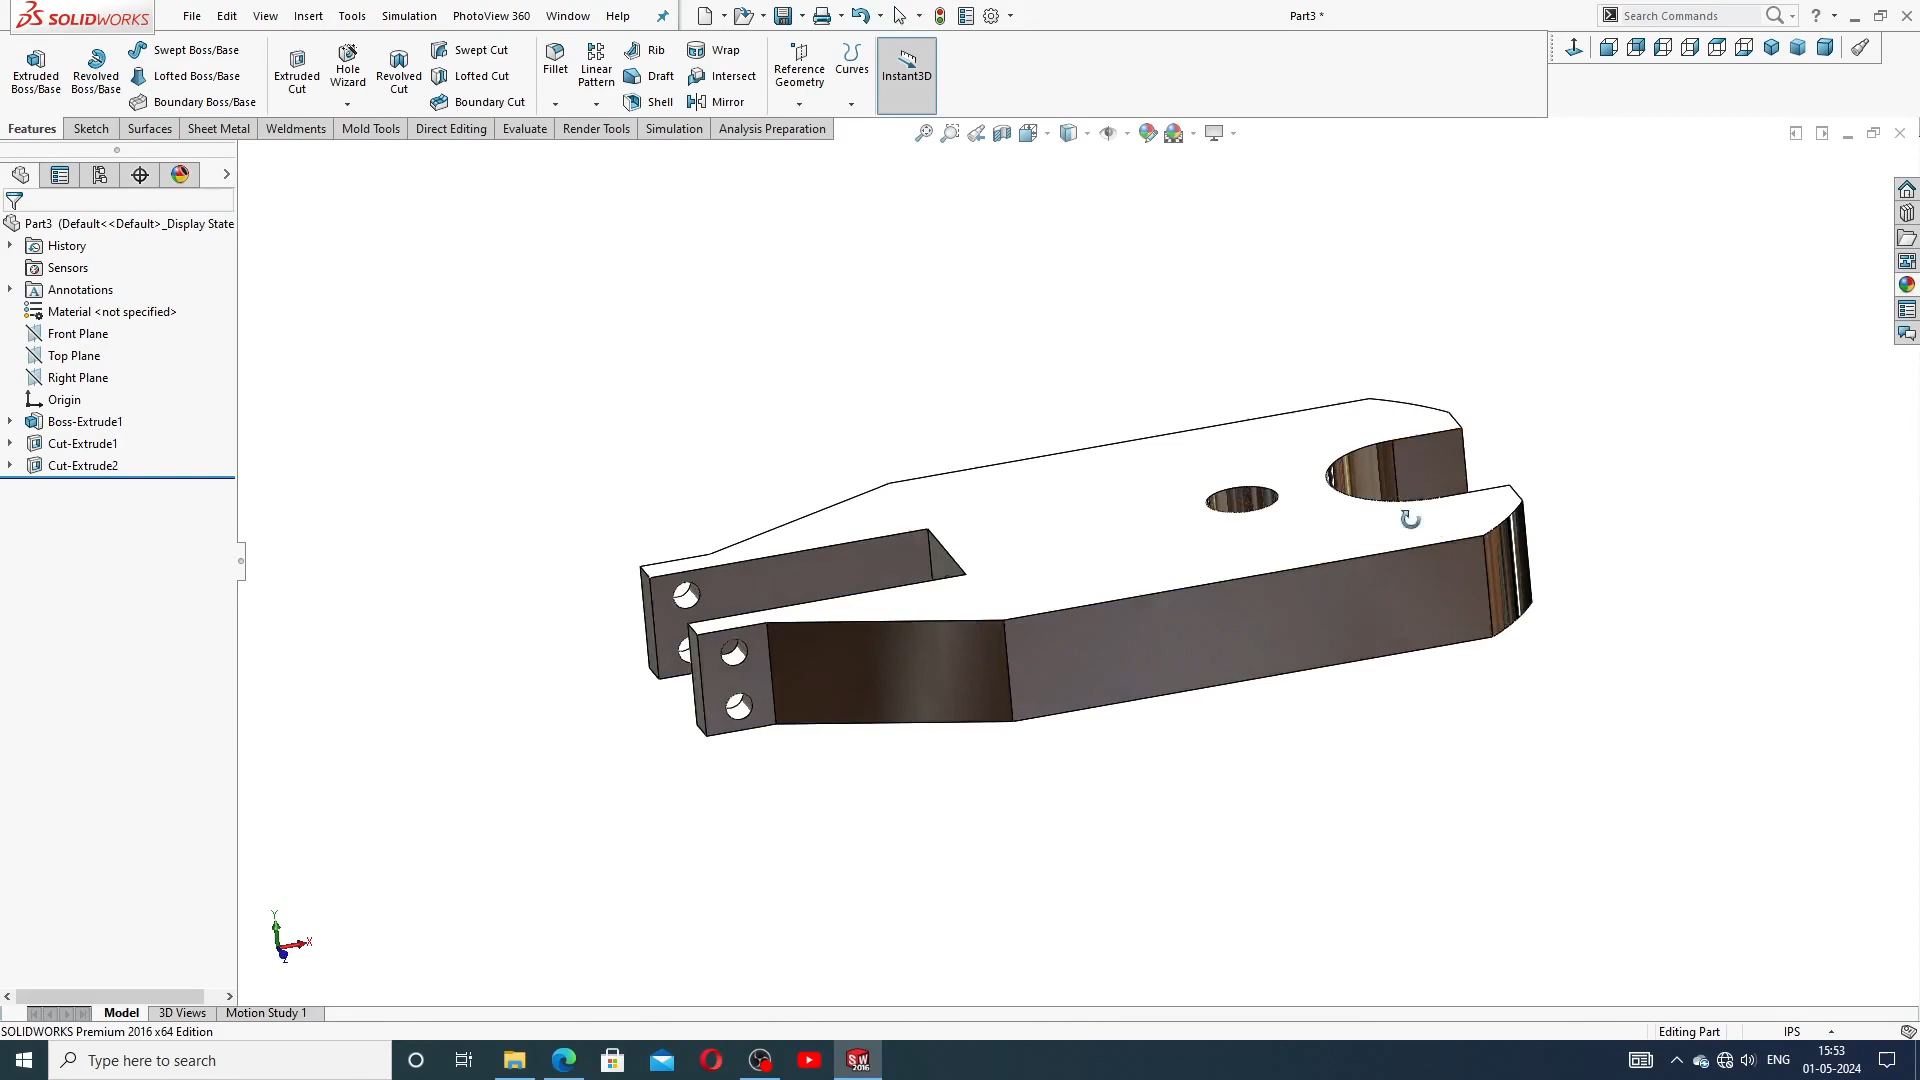 SOLIDWORKS File Edit View Insert Tools Simulation PhotoView 360 Window Help Part3 * Search Commands ?
Extruded Boss/Base
Revolved Boss/Base
Swept Boss/Base
Lofted Boss/Base
Boundary Boss/Base
Extruded Cut
Hole Wizard
Revolved Cut
Swept Cut
Lofted Cut
Boundary Cut
Fillet
Linear Pattern
Rib
Draft
Shell
Wrap
Intersect
Mirror
Reference Geometry
Curves
Instant3D
Features Sketch Surfaces Sheet Metal Weldments Mold Tools Direct Editing Evaluate Render Tools Simulation Analysis Preparation
Part3 (Default<<Default>_Display State
History
Sensors
Annotations
Material <not specified>
Front Plane
Top Plane
Right Plane
Origin
Boss-Extrude1
Cut-Extrude1
Cut-Extrude2
Y
X
Z
Model 3D Views Motion Study 1
SOLIDWORKS Premium 2016 x64 Edition Editing Part IPS
Type here to search
SW
2016
ENG
15:53
01-05-2024